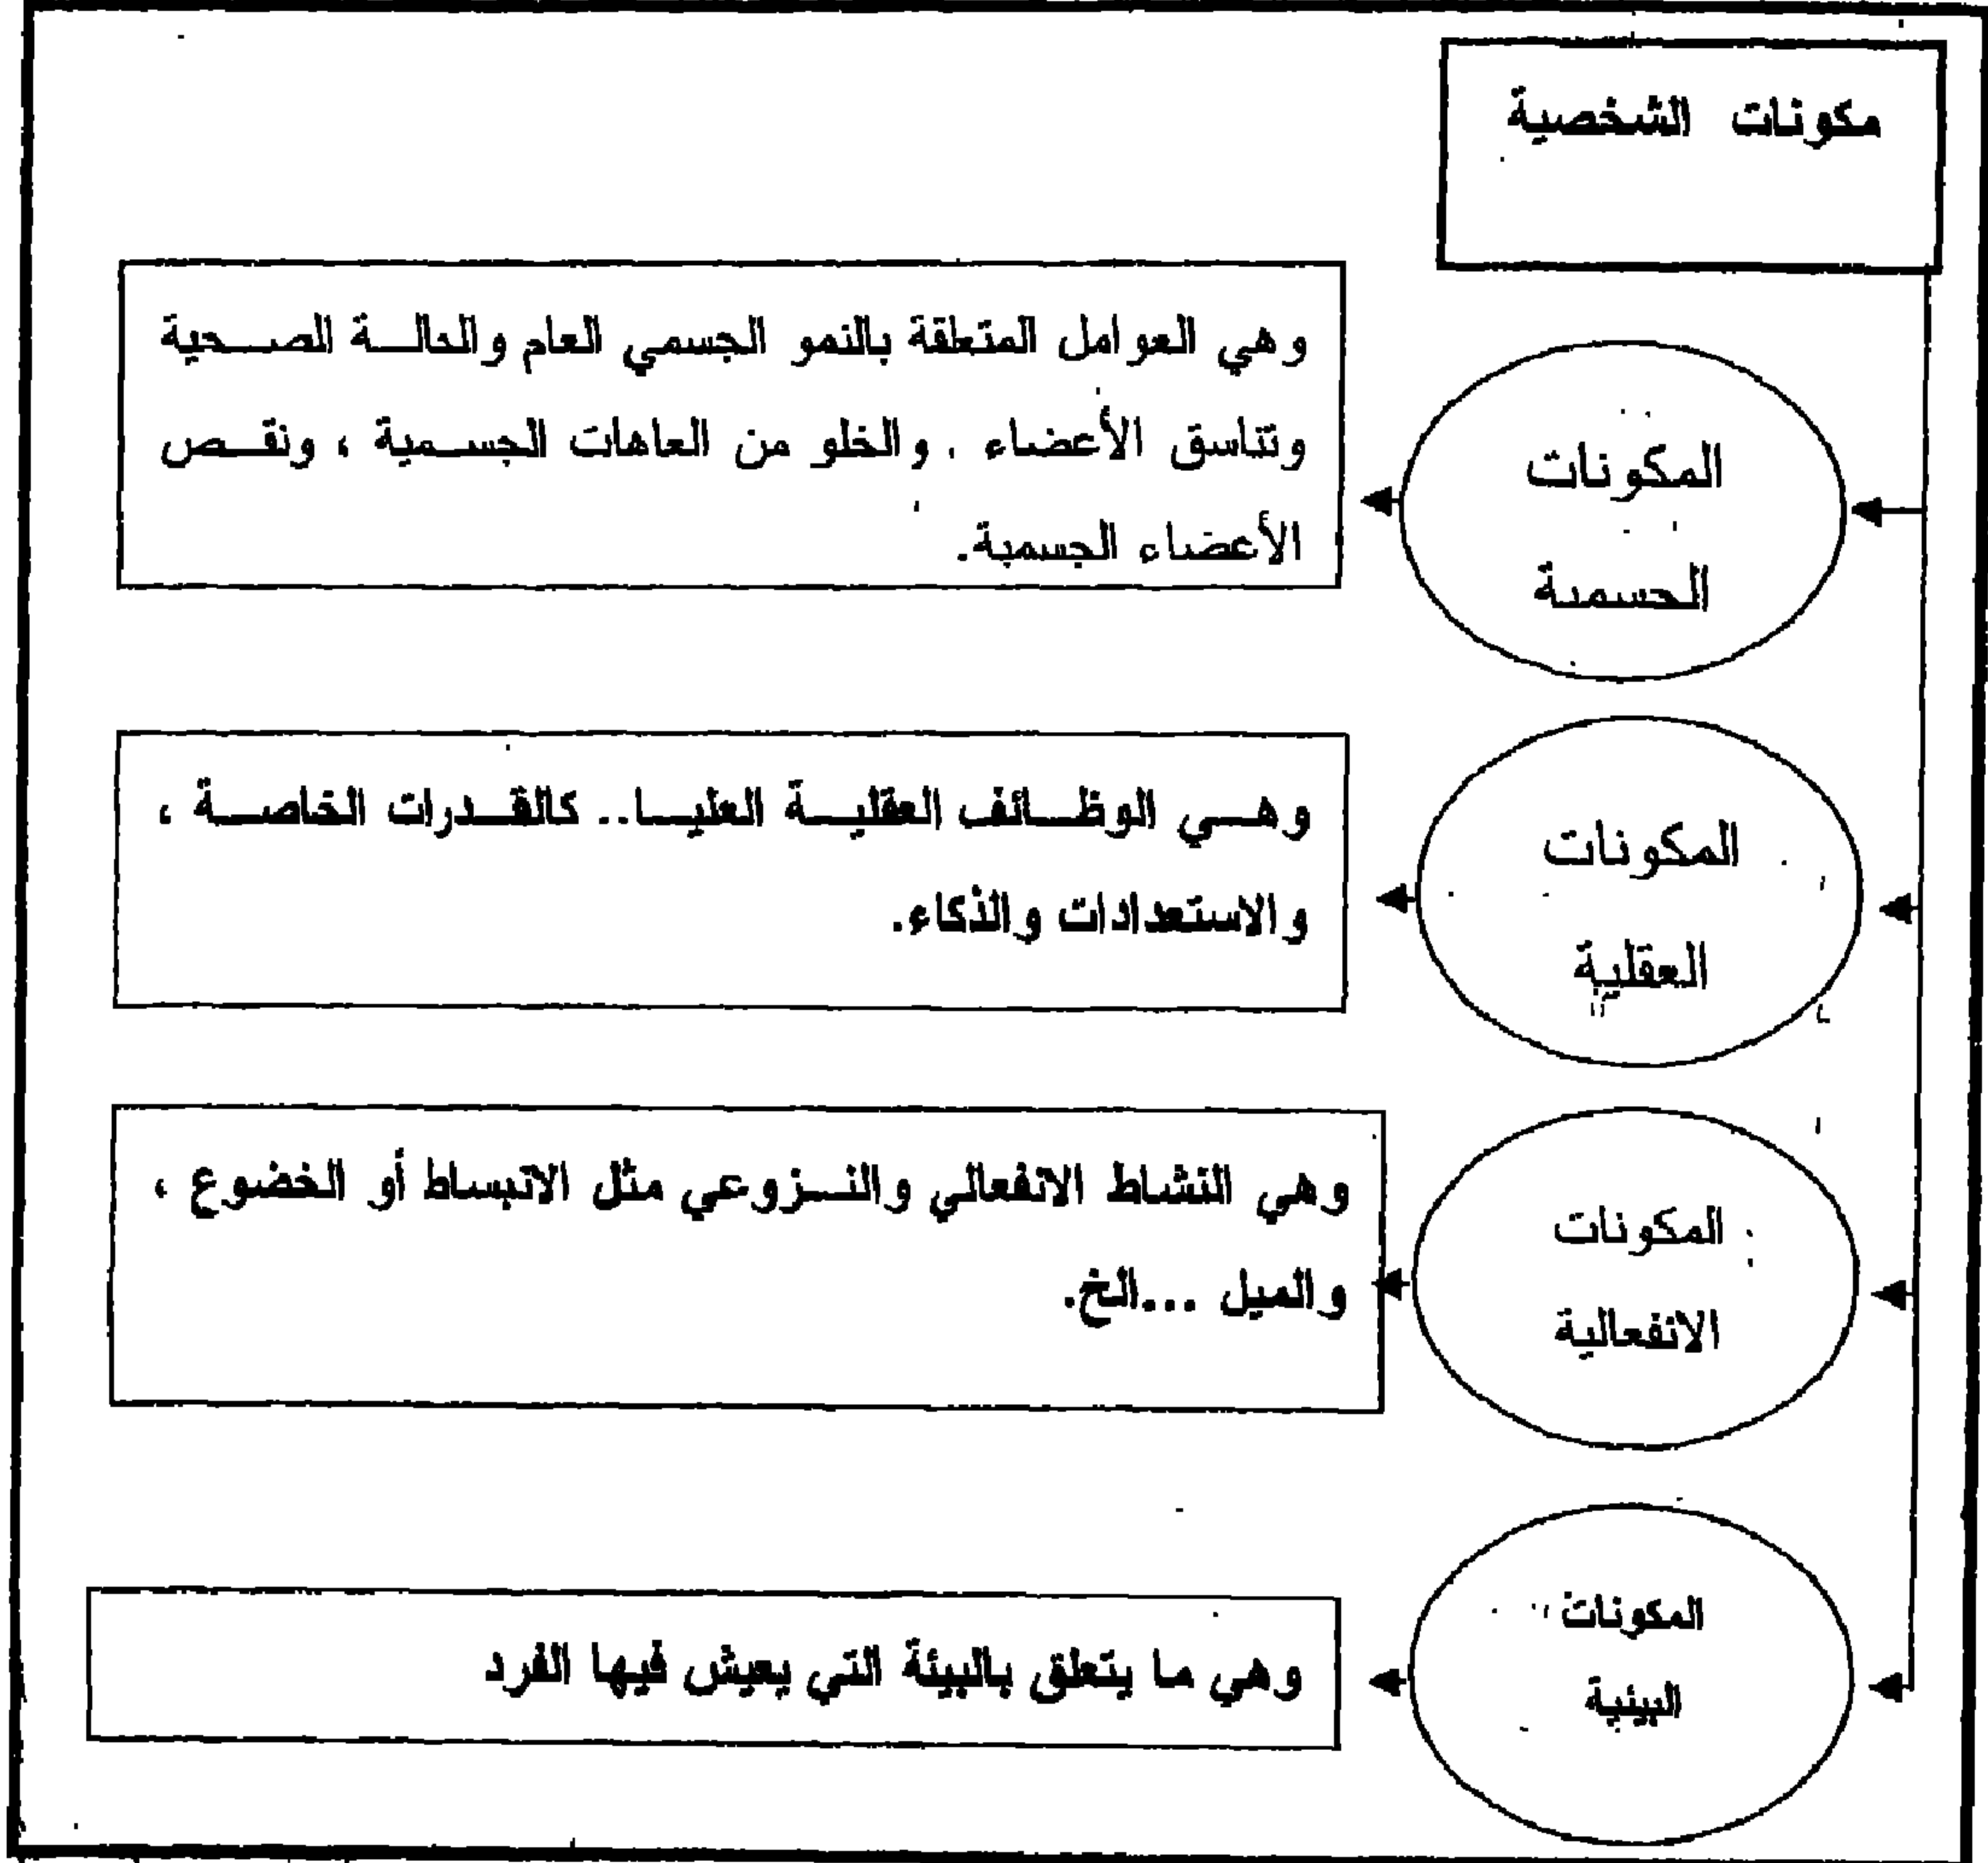 مكونات الشخصية
المكونات
الجسمية
وهي العوامل المتعلقة بالنمو الجسمي العام والحالة الصحية
وتناسق الأعضاء ، والخلو من العاهات الجسمية ، ونقص
الأعضاء الجسمية.
المكونات
العقلية
وهي الوظائف العقلية العليا.. كالقدرات الخاصة ،
والاستعدادات والذكاء.
المكونات
الانفعالية
وهي النشاط الانفعالي والنزوعي مثل الانبساط أو الخضوع ،
والميل ...الخ.
المكونات
البيئية
وهي ما يتعلق بالبيئة التي يعيش فيها الفرد